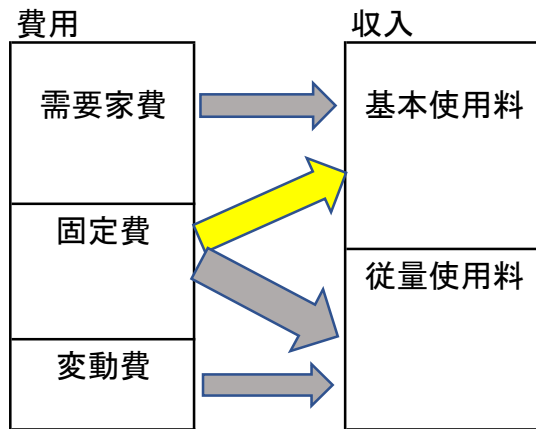 費用
収入
需要家費
基本使用料
固定費
従量使用料
変動費